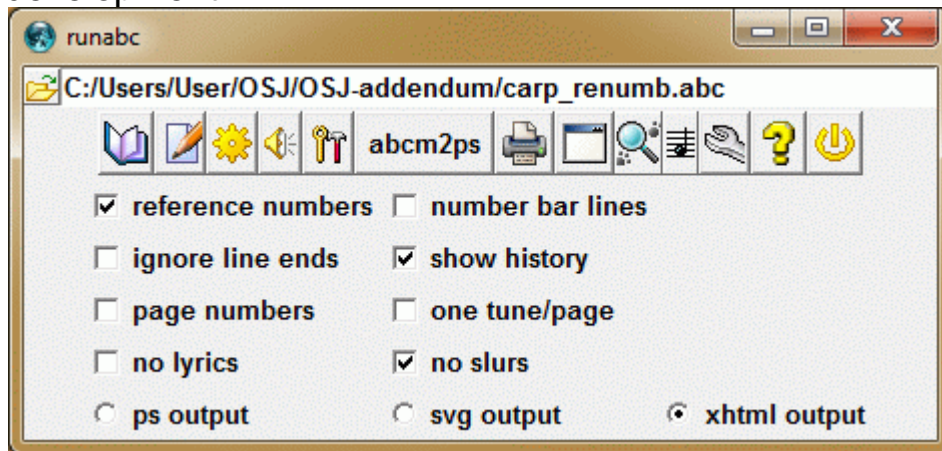 runabc
C:/Users/User/OSJ/OSJ-addendum/carp_renumb.abc
abcm2ps
reference numbers number bar lines
ignore line ends show history
page numbers one tune/page
no lyrics no slurs
ps output svg output xhtml output